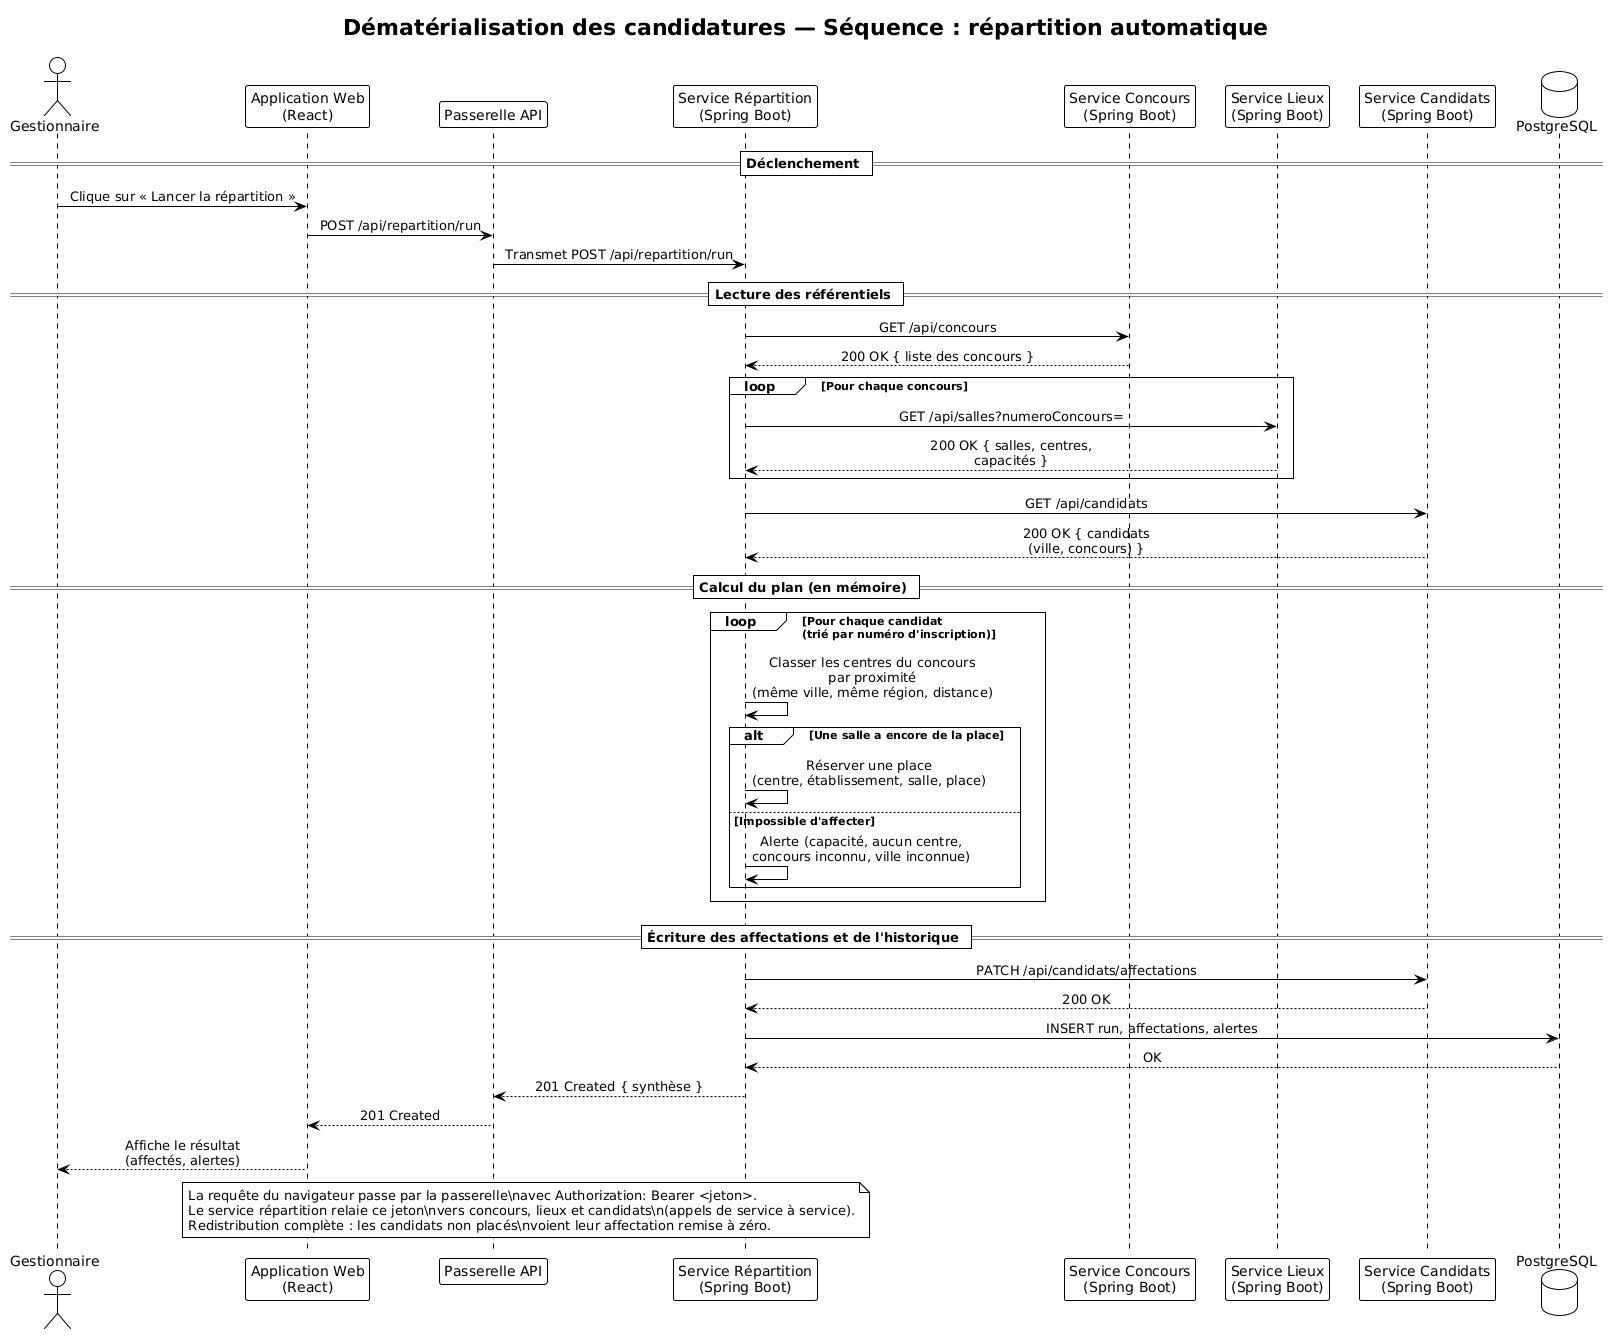 Dématérialisation des candidatures — Séquence : répartition automatique
Gestionnaire
Application Web
(React)
Passerelle API
Service Répartition
(Spring Boot)
Service Concours
(Spring Boot)
Service Lieux
(Spring Boot)
Service Candidats
(Spring Boot)
PostgreSQL
Déclenchement
Clique sur « Lancer la répartition »
POST /api/repartition/run
Transmet POST /api/repartition/run
Lecture des référentiels
GET /api/concours
200 OK { liste des concours }
loop [Pour chaque concours]
GET /api/salles?numeroConcours=
200 OK { salles, centres,
capacités }
GET /api/candidats
200 OK { candidats
(ville, concours) }
Calcul du plan (en mémoire)
loop [Pour chaque candidat
(trié par numéro d'inscription)]
Classer les centres du concours
par proximité
(même ville, même région, distance)
alt [Une salle a encore de la place]
Réserver une place
(centre, établissement, salle, place)
[Impossible d'affecter]
Alerte (capacité, aucun centre,
concours inconnu, ville inconnue)
Écriture des affectations et de l'historique
PATCH /api/candidats/affectations
200 OK
INSERT run, affectations, alertes
OK
201 Created { synthèse }
201 Created
Affiche le résultat
(affectés, alertes)
La requête du navigateur passe par la passerelle\navec Authorization: Bearer <jeton>.
Le service répartition relaie ce jeton\nvers concours, lieux et candidats\n(appels de service à service).
Redistribution complète : les candidats non placés\nvoient leur affectation remise à zéro.
Gestionnaire
Application Web
(React)
Passerelle API
Service Répartition
(Spring Boot)
Service Concours
(Spring Boot)
Service Lieux
(Spring Boot)
Service Candidats
(Spring Boot)
PostgreSQL